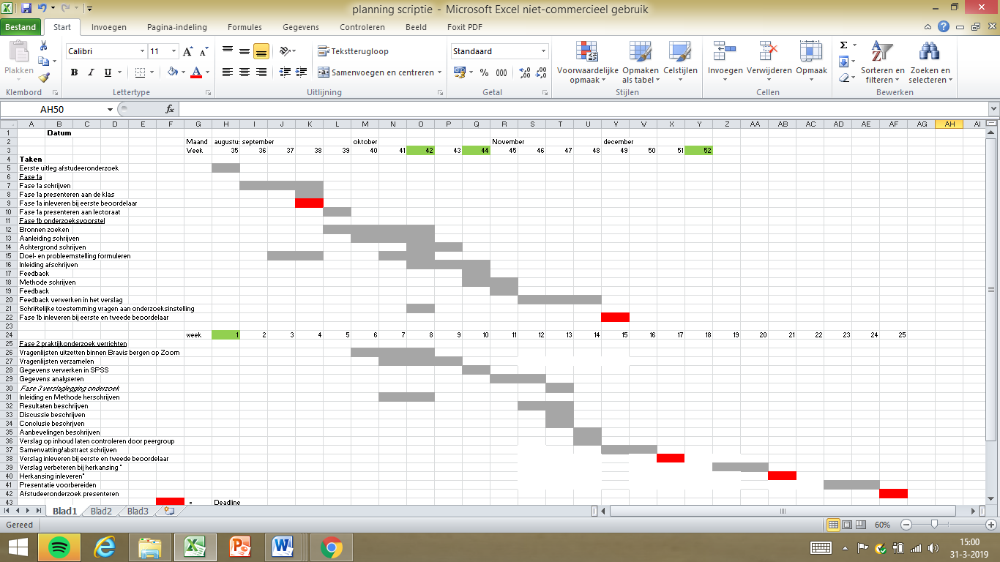 planning scriptie - Microsoft Excel niet-commercieel gebruik
Bestand Start Invoegen Pagina-indeling Formules Gegevens Controleren Beeld Foxit PDF
Plakken
Calibri 11
B I U
Tekstterugloop
Samenvoegen en centreren
Standaard
% 000
Voorwaardelijke opmaak
Opmaken als tabel
Celstijlen
Invoegen Verwijderen Opmaak
Sorteren en filteren
Zoeken en selecteren
Klembord Lettertype Uitlijning Getal Stijlen Cellen Bewerken
AH50 fx
A B C D E F G H I J K L M N O P Q R S T U V W X Y Z AA AB AC AD AE AF AG AH AI
1 Datum
2 Maand augustu: september oktober November december
3 Week 35 36 37 38 39 40 41 42 43 44 45 46 47 48 49 50 51 52
4 Taken
5 Eerste uitleg afstudeeronderzoek
6 Fase 1a
7 Fase 1a schrijven
8 Fase 1a presenteren aan de klas
9 Fase 1a inleveren bij eerste beoordelaar
10 Fase 1a presenteren aan lectoraat
11 Fase 1b onderzoeksvoorstel
12 Bronnen zoeken
13 Aanleiding schrijven
14 Achtergrond schrijven
15 Doel- en probleemstelling formuleren
16 Inleiding afschrijven
17 Feedback
18 Methode schrijven
19 Feedback
20 Feedback verwerken in het verslag
21 Schriftelijke toestemming vragen aan onderzoeksinstelling
22 Fase 1b inleveren bij eerste en tweede beoordelaar
23
24 week 1 2 3 4 5 6 7 8 9 10 11 12 13 14 15 16 17 18 19 20 21 22 23 24 25
25 Fase 2 praktijkonderzoek verrichten
26 Vragenlijsten uitzetten binnen Bravis bergen op Zoom
27 Vragenlijsten verzamelen
28 Gegevens verwerken in SPSS
29 Gegevens analyseren
30 Fase 3 verslaglegging onderzoek
31 Inleiding en Methode herschrijven
32 Resultaten beschrijven
33 Discussie beschrijven
34 Conclusie beschrijven
35 Aanbevelingen beschrijven
36 Verslag op inhoud laten controleren door peergroup
37 Samenvatting/abstract schrijven
38 Verslag inleveren bij eerste en tweede beoordelaar
39 Verslag verbeteren bij herkansing *
40 Herkansing inleveren*
41 Presentatie voorbereiden
42 Afstudeeronderzoek presenteren
43 = Deadline
Blad1 Blad2 Blad3
Gereed 60%
15:00
31-3-2019